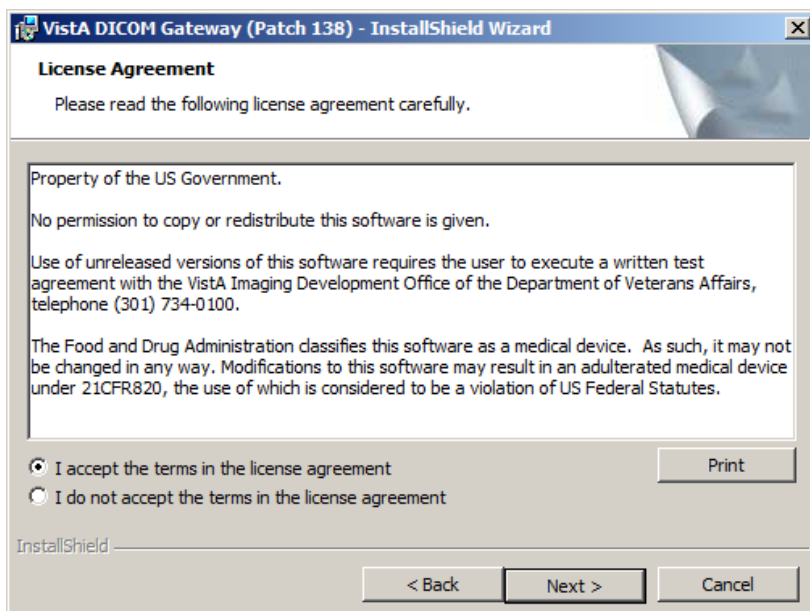 VistA DICOM Gateway (Patch 138) - InstallShield Wizard
License Agreement
Please read the following license agreement carefully.
Property of the US Government.
No permission to copy or redistribute this software is given.
Use of unreleased versions of this software requires the user to execute a written test
agreement with the VistA Imaging Development Office of the Department of Veterans Affairs,
telephone (301) 734-0100.
The Food and Drug Administration classifies this software as a medical device.  As such, it may not
be changed in any way. Modifications to this software may result in an adulterated medical device
under 21CFR820, the use of which is considered to be a violation of US Federal Statutes.
I accept the terms in the license agreement
Print
I do not accept the terms in the license agreement
InstallShield
< Back
Next >
Cancel